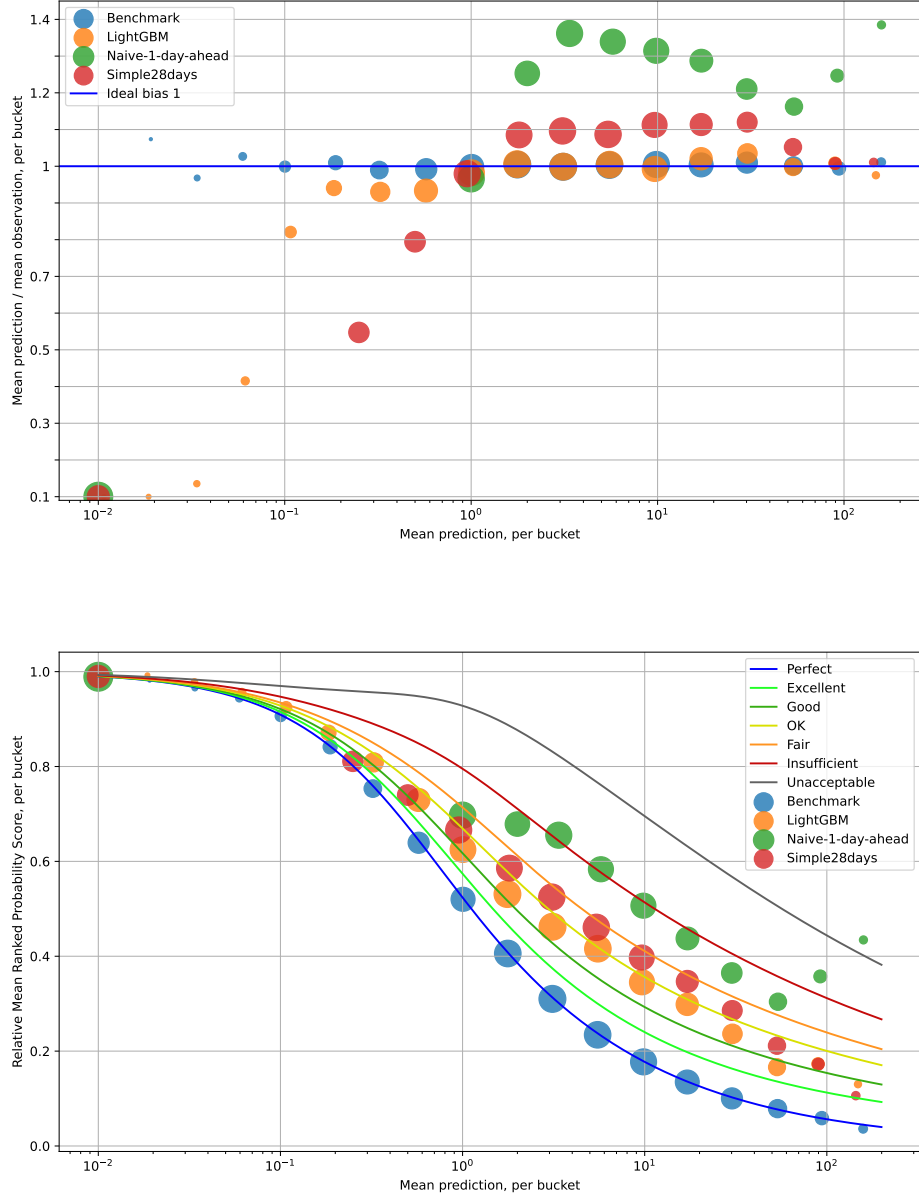 1.4
1.2
1
0.7
0.5
0.3
0.1
Mean prediction / mean observation, per bucket
Benchmark
LightGBM
Naive-1-day-ahead
Simple28days
Ideal bias 1
10⁻²
10⁻¹
10⁰
10¹
10²
Mean prediction, per bucket
1.0
0.8
0.6
0.4
0.2
0.0
Relative Mean Ranked Probability Score, per bucket
Perfect
Excellent
Good
OK
Fair
Insufficient
Unacceptable
Benchmark
LightGBM
Naive-1-day-ahead
Simple28days
10⁻²
10⁻¹
10⁰
10¹
10²
Mean prediction, per bucket